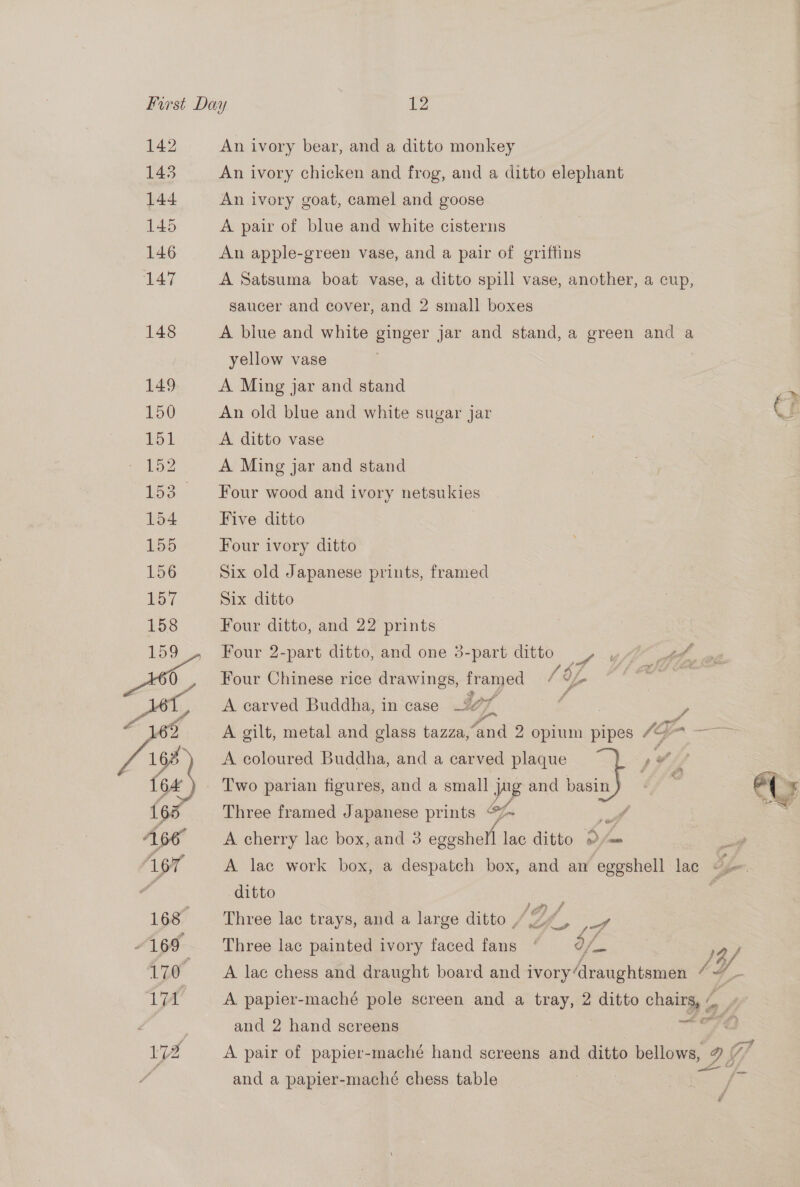 First Day 12
142 An ivory bear, and a ditto monkey
143 An ivory chicken and frog, and a ditto elephant
144 An ivory goat, camel and goose
145 A pair of blue and white cisterns
146 An apple-green vase, and a pair of griffins
147 A Satsuma boat vase, a ditto spill vase, another, a cup,
saucer and cover, and 2 small boxes
148 A blue and white ginger jar and stand, a green and a
yellow vase
149 A Ming jar and stand
150 An old blue and white sugar jar
151 A ditto vase
152 A Ming jar and stand
153 Four wood and ivory netsukies
154 Five ditto
155 Four ivory ditto
156 Six old Japanese prints, framed
157 Six ditto
158 Four ditto, and 22 prints
159 Four 2-part ditto, and one 3-part ditto
160 Four Chinese rice drawings, framed
161 A carved Buddha, in case
162 A gilt, metal and glass tazza, and 2 opium pipes
163 A coloured Buddha, and a carved plaque
164 Two parian figures, and a small jug and basin
165 Three framed Japanese prints
166 A cherry lac box, and 3 eggshell lac ditto
167 A lac work box, a despatch box, and an eggshell lac
ditto
168 Three lac trays, and a large ditto
169 Three lac painted ivory faced fans
170 A lac chess and draught board and ivory draughtsmen
171 A papier-maché pole screen and a tray, 2 ditto chairs,
and 2 hand screens
172 A pair of papier-maché hand screens and ditto bellows,
and a papier-maché chess table